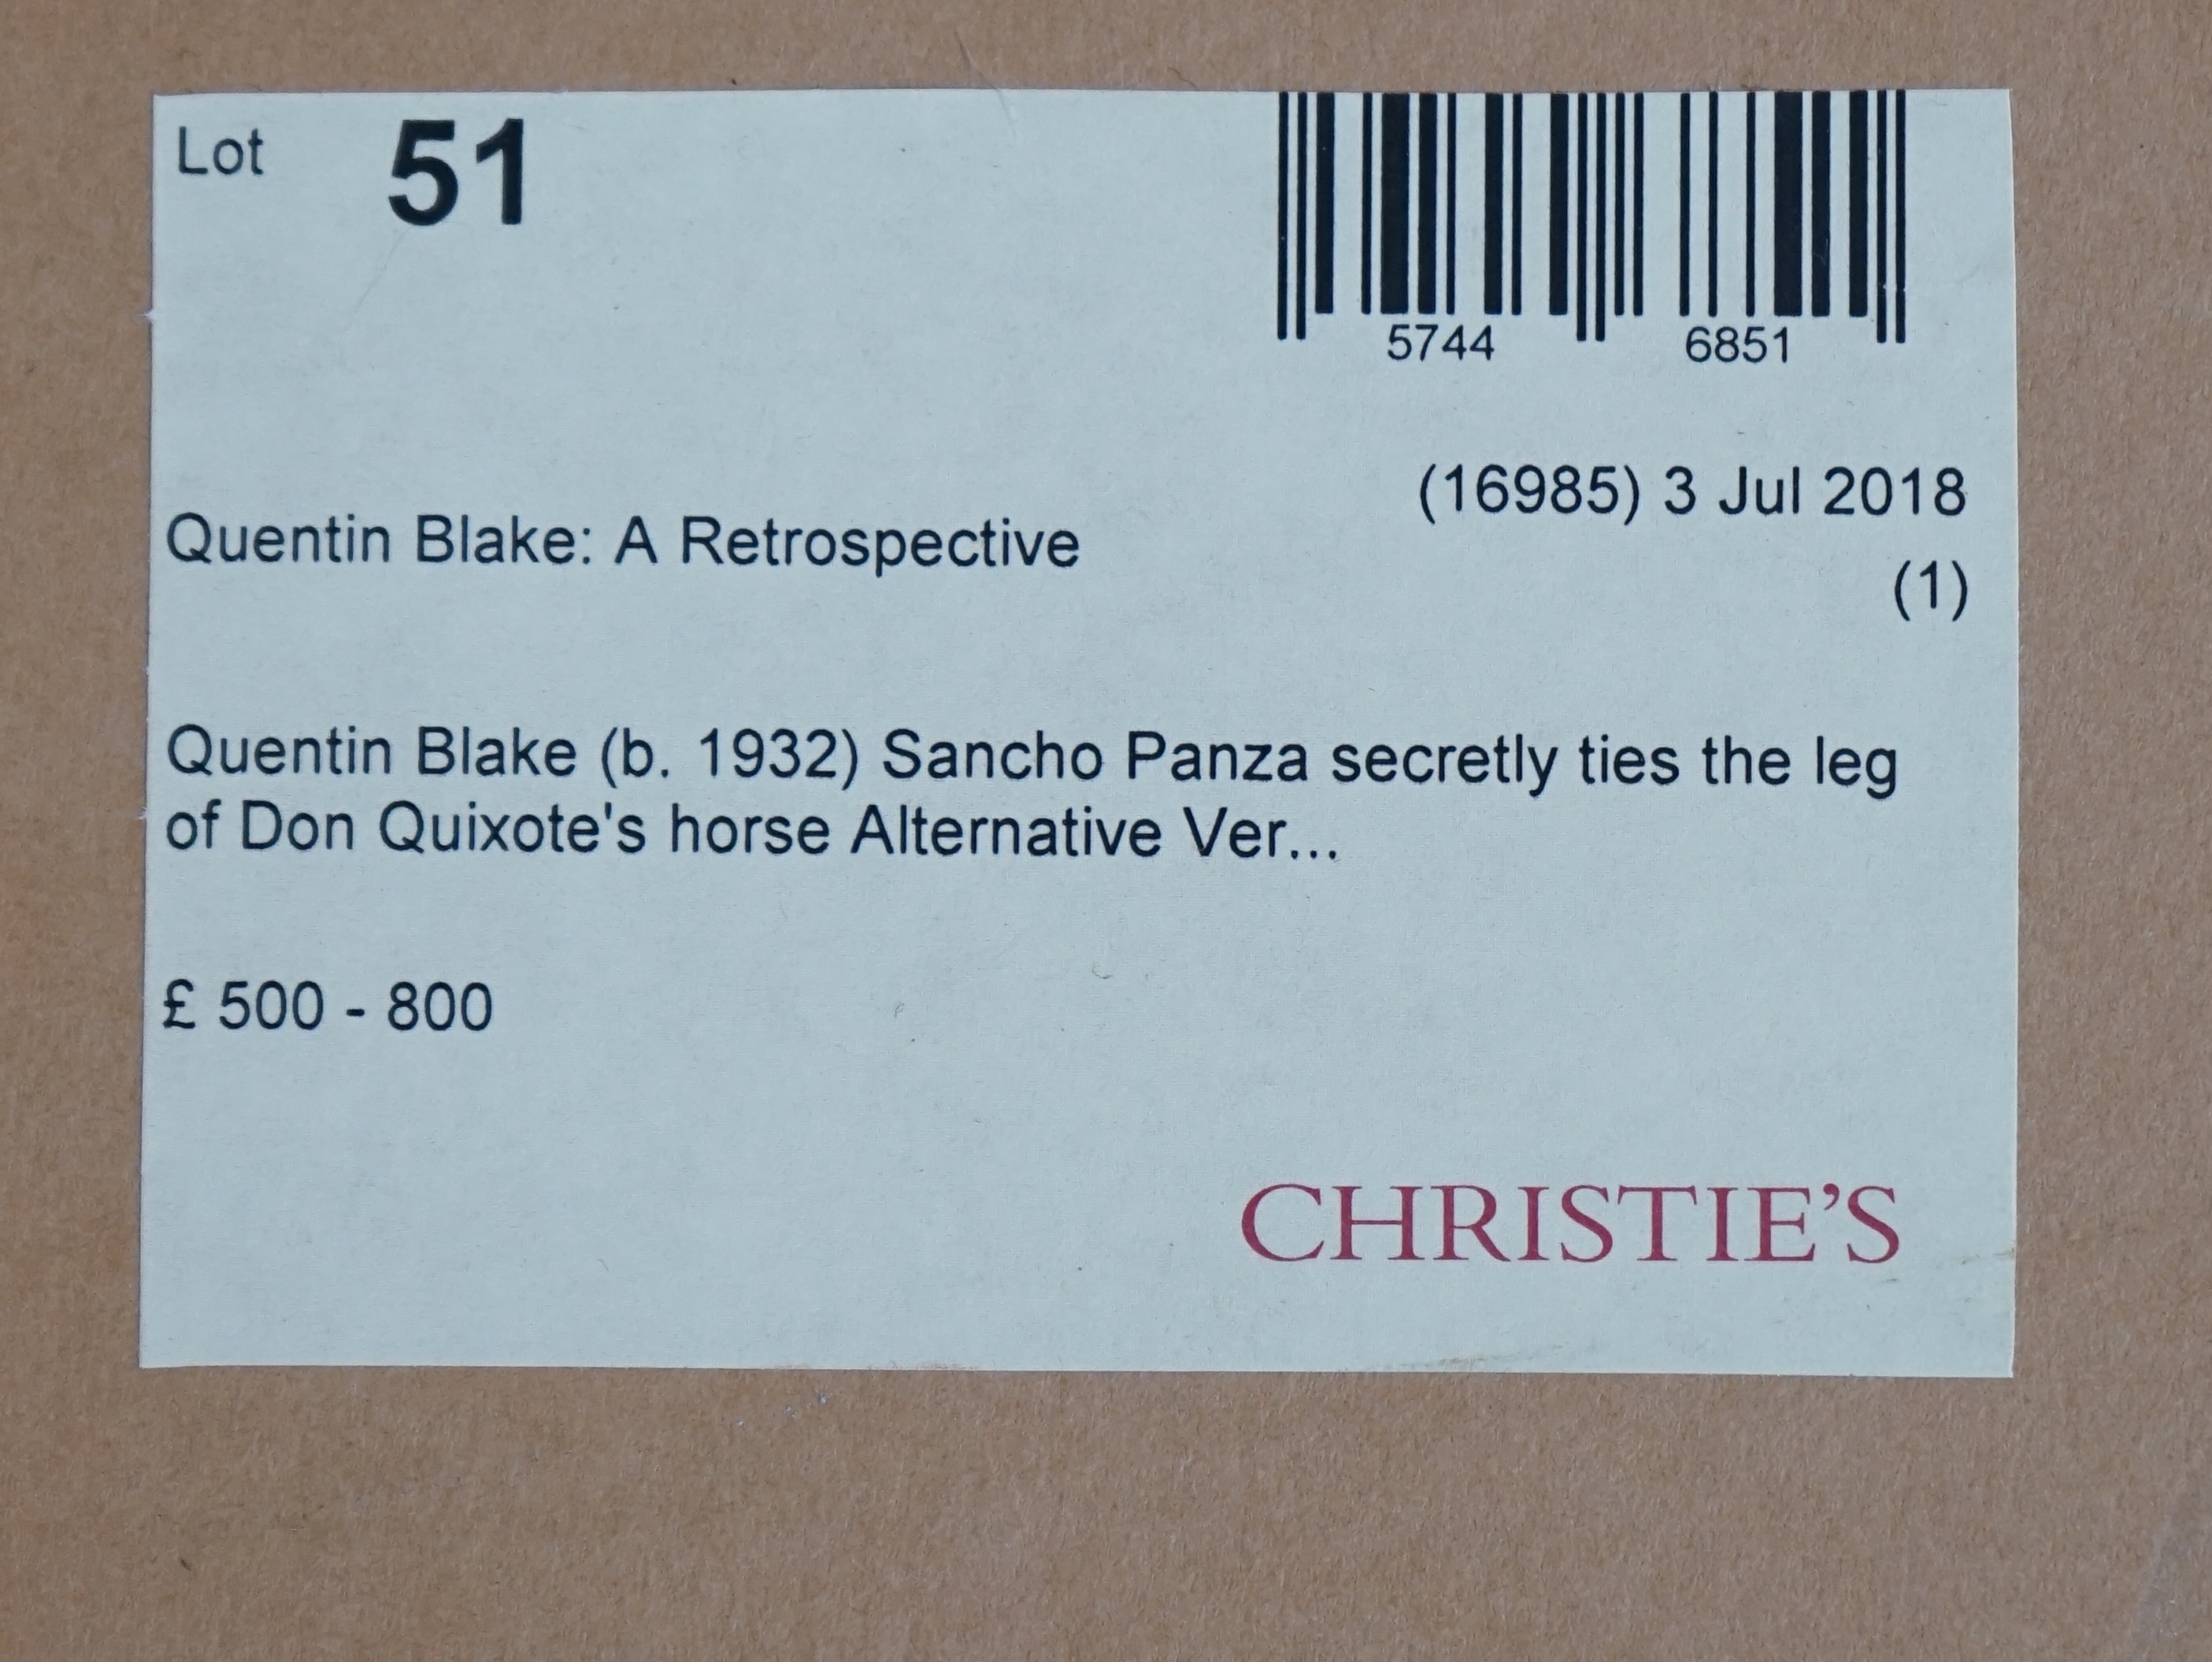 Lot 51
5744 6851
(16985) 3 Jul 2018
Quentin Blake: A Retrospective
(1)
Quentin Blake (b. 1932) Sancho Panza secretly ties the leg
of Don Quixote's horse Alternative Ver...
£ 500 - 800
CHRISTIE'S